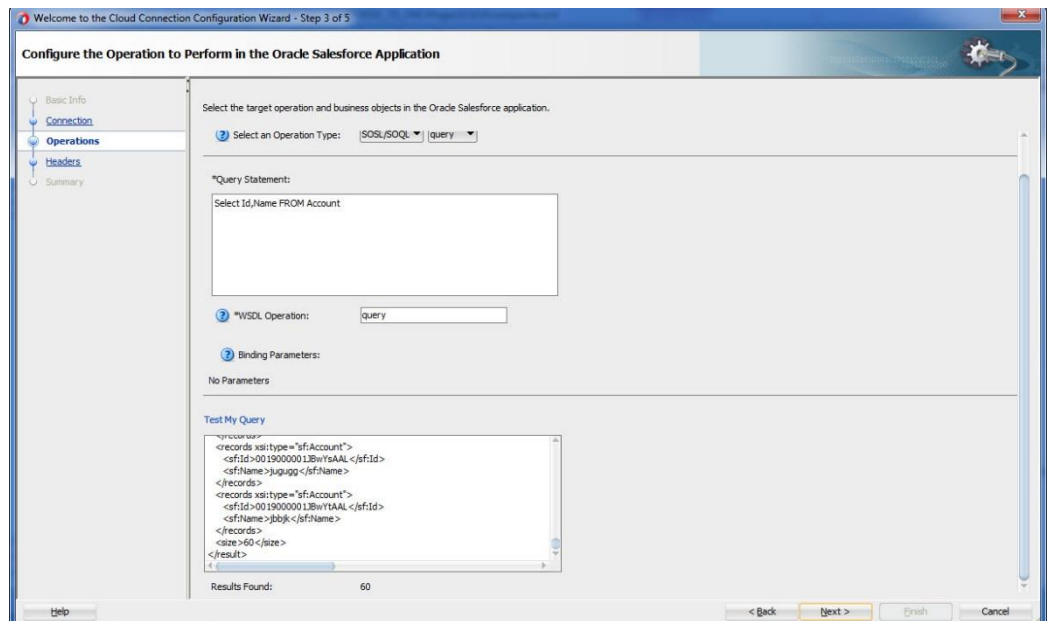 Welcome to the Cloud Connection Configuration Wizard - Step 3 of 5
Configure the Operation to Perform in the Oracle Salesforce Application
Basic Info
Connection
Operations
Headers
Summary
Select the target operation and business objects in the Oracle Salesforce application.
Select an Operation Type: SOSL/SOQL query
*Query Statement:
Select Id,Name FROM Account
*WSDL Operation: query
Binding Parameters:
No Parameters
Test My Query
</records>
<records xsi:type="sf:Account">
<sf:Id>0019000001JBwYsAAL</sf:Id>
<sf:Name>jugugg</sf:Name>
</records>
<records xsi:type="sf:Account">
<sf:Id>0019000001JBwYtAAL</sf:Id>
<sf:Name>jbbjk</sf:Name>
</records>
<size>60</size>
</result>
Results Found: 60
Help < Back Next > Finish Cancel